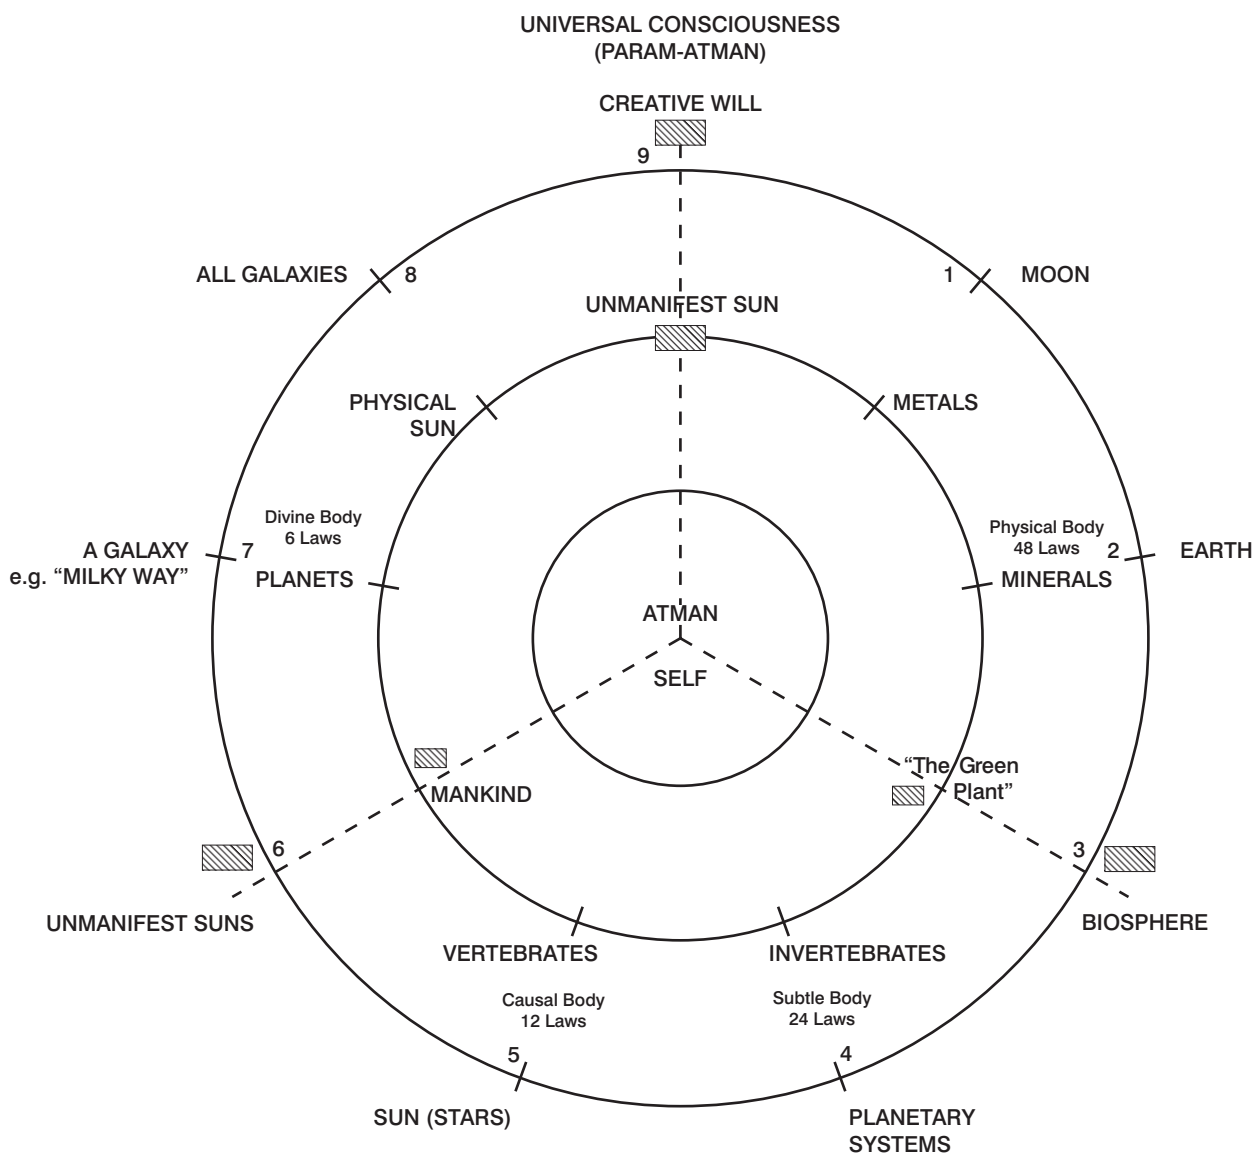 UNIVERSAL CONSCIOUSNESS
(PARAM-ATMAN)
CREATIVE WILL
9
ALL GALAXIES
8
1
MOON
UNMANIFEST SUN
PHYSICAL
SUN
METALS
Divine Body
6 Laws
Physical Body
48 Laws
A GALAXY
e.g. “MILKY WAY”
7
2
EARTH
PLANETS
MINERALS
ATMAN
SELF
“The Green
Plant”
MANKIND
6
3
UNMANIFEST SUNS
BIOSPHERE
VERTEBRATES
INVERTEBRATES
Causal Body
12 Laws
Subtle Body
24 Laws
5
4
SUN (STARS)
PLANETARY
SYSTEMS